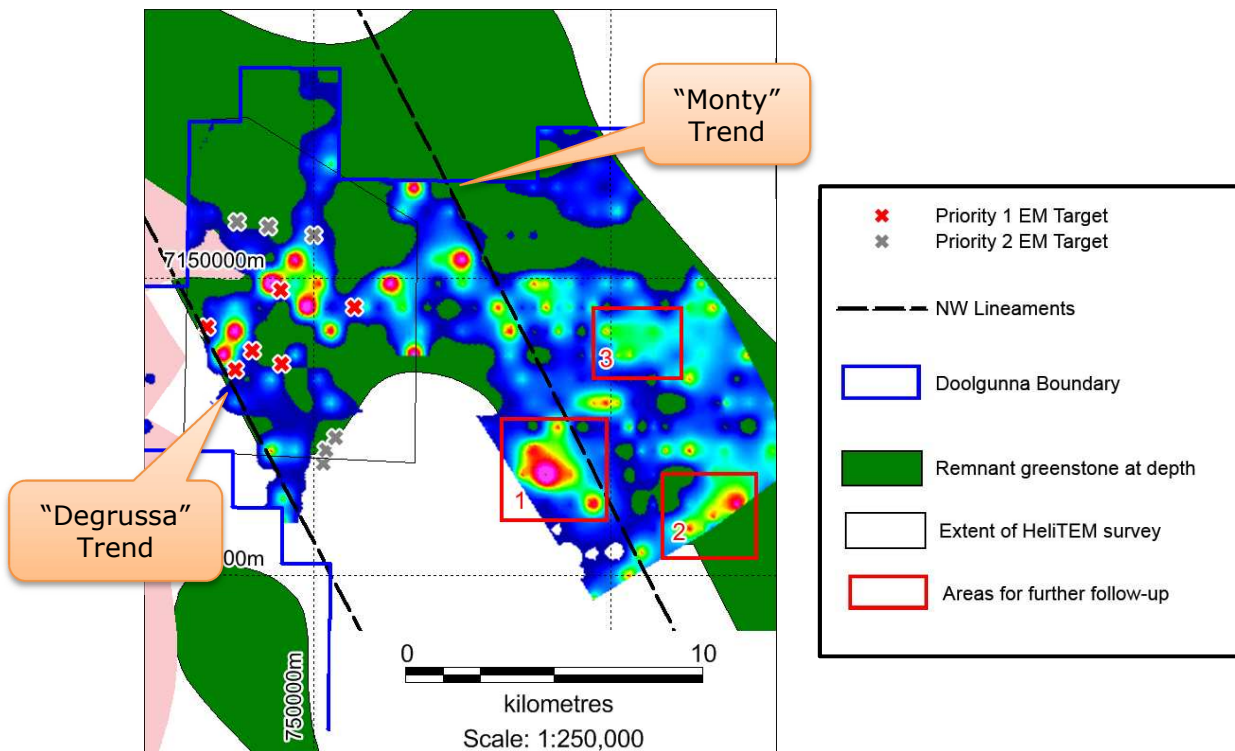 “Monty”
Trend
7150000m
3
1
2
“Degrussa”
Trend
00m
750000m
0 10
kilometres
Scale: 1:250,000
Priority 1 EM Target
Priority 2 EM Target
NW Lineaments
Doolgunna Boundary
Remnant greenstone at depth
Extent of HeliTEM survey
Areas for further follow-up